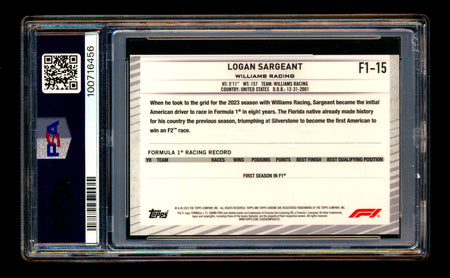 LOGAN SARGEANT
WILLIAMS RACING
F1-15
HT: 5'11" WT: 157 TEAM: WILLIAMS RACING
COUNTRY: UNITED STATES D.O.B.: 12-31-2001
When he took to the grid for the 2023 season with Williams Racing, Sargeant became the initial
American driver to race in Formula 1® in eight years. The Florida native already made history
for his country the previous season, triumphing at Silverstone to become the first American to
win an F2™ race.
FORMULA 1® RACING RECORD
YR TEAM RACES WINS PODIUMS POINTS BEST FINISH BEST QUALIFYING POSITION
FIRST SEASON IN F1®
Topps
F1
PSA
100716456